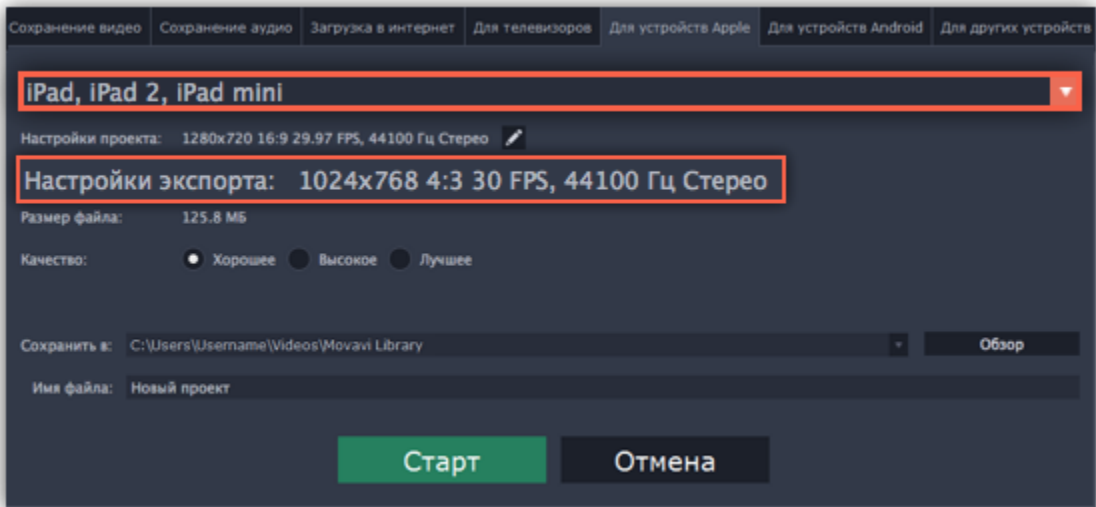 Сохранение видео Сохранение аудио Загрузка в интернет Для телевизоров Для устройств Apple Для устройств Android Для других устройств
iPad, iPad 2, iPad mini
Настройки проекта: 1280x720 16:9 29.97 FPS, 44100 Гц Стерео
Настройки экспорта: 1024x768 4:3 30 FPS, 44100 Гц Стерео
Размер файла: 125.8 МБ
Качество: Хорошее Высокое Лучшее
Сохранить в: C:\Users\Username\Videos\Movavi Library Обзор
Имя файла: Новый проект
Старт Отмена